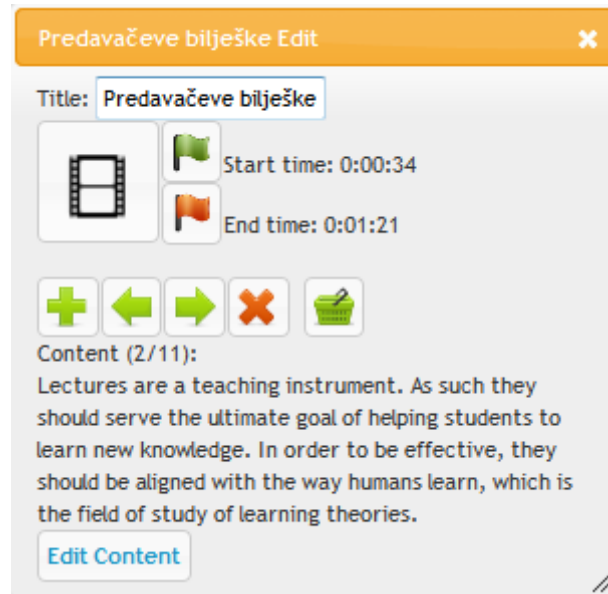 Predavačeve bilješke Edit
Title: Predavačeve bilješke
Start time: 0:00:34
End time: 0:01:21
Content (2/11):
Lectures are a teaching instrument. As such they
should serve the ultimate goal of helping students to
learn new knowledge. In order to be effective, they
should be aligned with the way humans learn, which is
the field of study of learning theories.
Edit Content